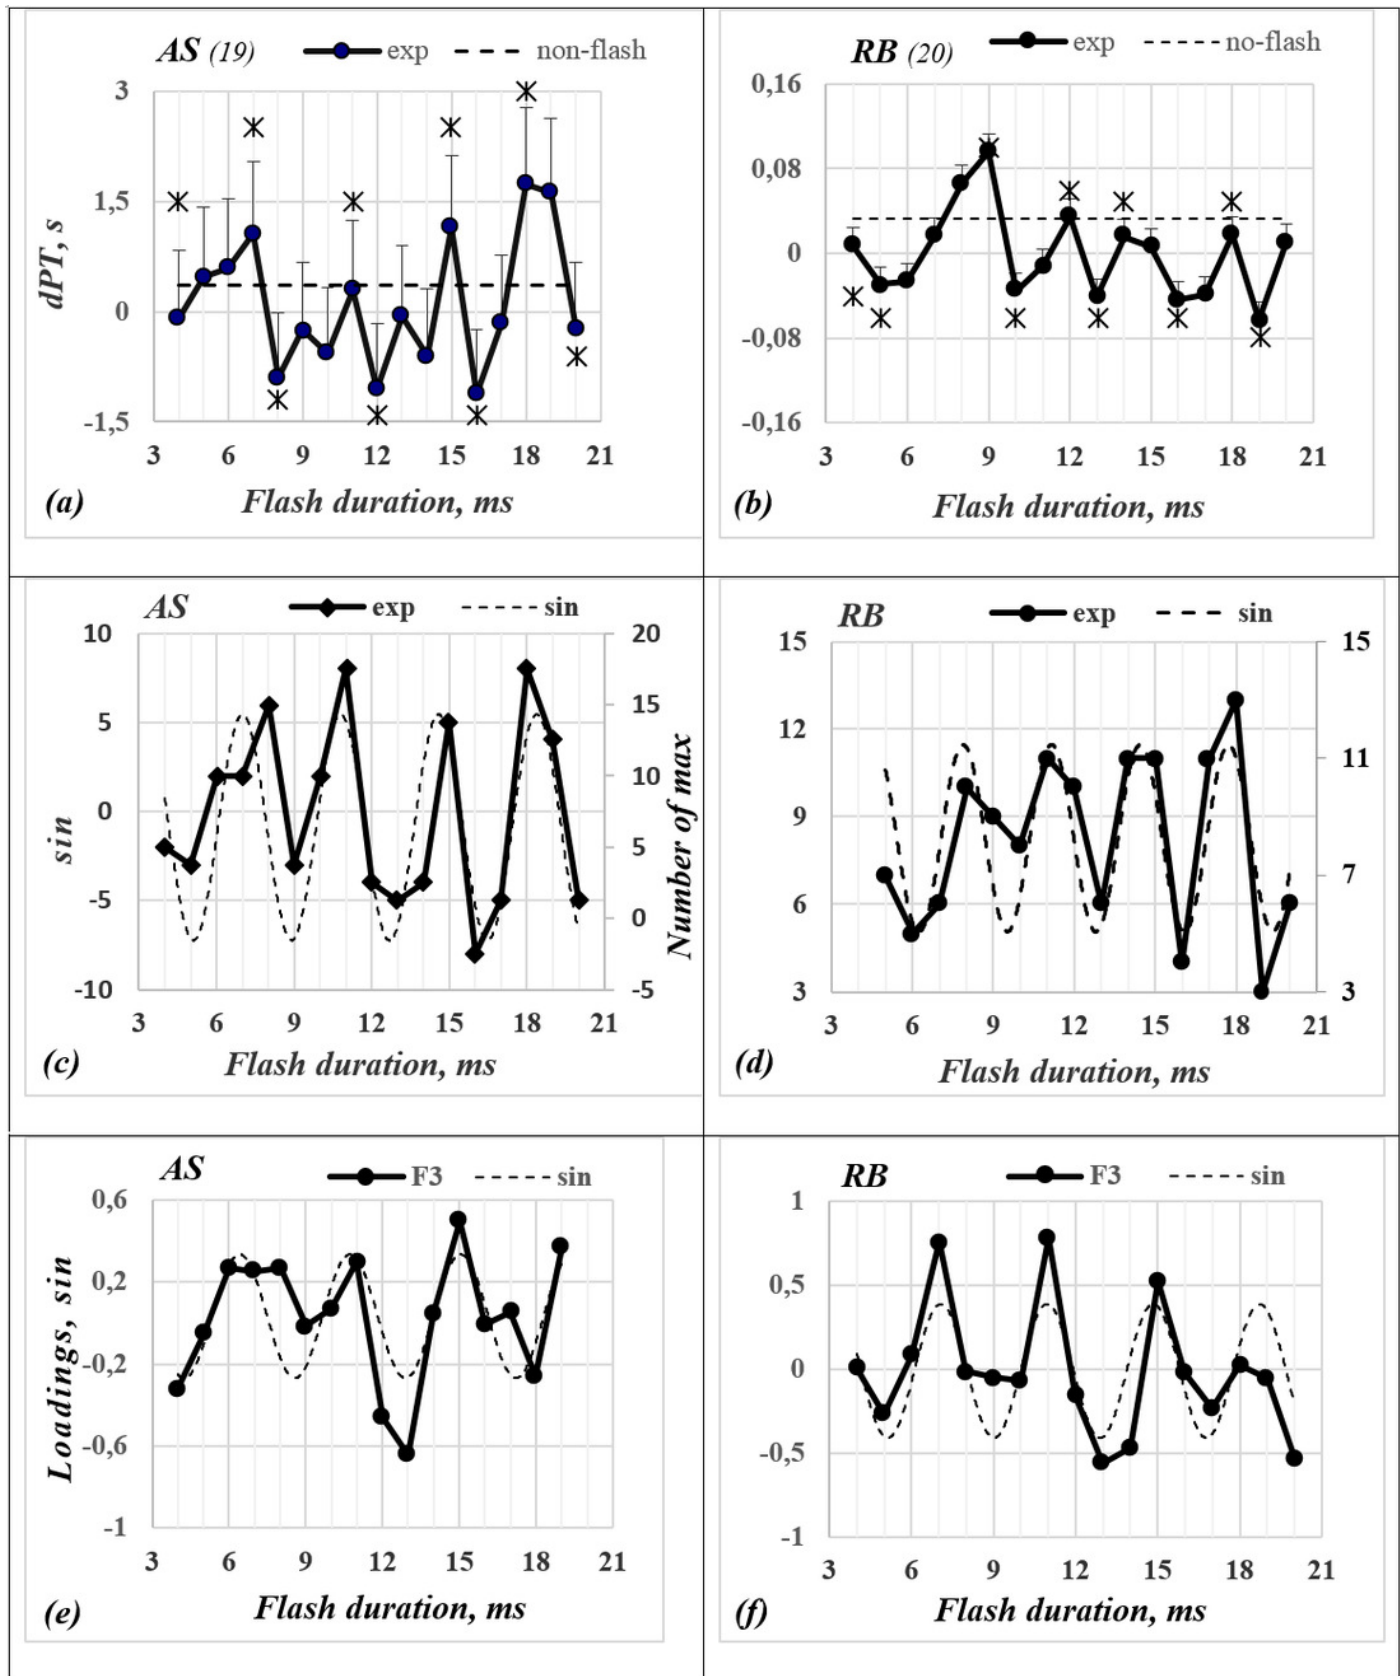 AS (19) exp non-flash
3
1,5
0
-1,5
dPT, s
3 6 9 12 15 18 21
(a) Flash duration, ms
RB (20) exp no-flash
0,16
0,08
0
-0,08
-0,16
3 6 9 12 15 18 21
(b) Flash duration, ms
AS exp sin
10
5
0
-5
-10
sin
20
15
10
5
0
-5
Number of max
3 6 9 12 15 18 21
(c) Flash duration, ms
RB exp sin
15
12
9
6
3
15
11
7
3
3 6 9 12 15 18 21
(d) Flash duration, ms
AS F3 sin
0,6
0,2
-0,2
-0,6
-1
Loadings, sin
3 6 9 12 15 18 21
(e) Flash duration, ms
RB F3 sin
1
0,5
0
-0,5
-1
3 6 9 12 15 18 21
(f) Flash duration, ms